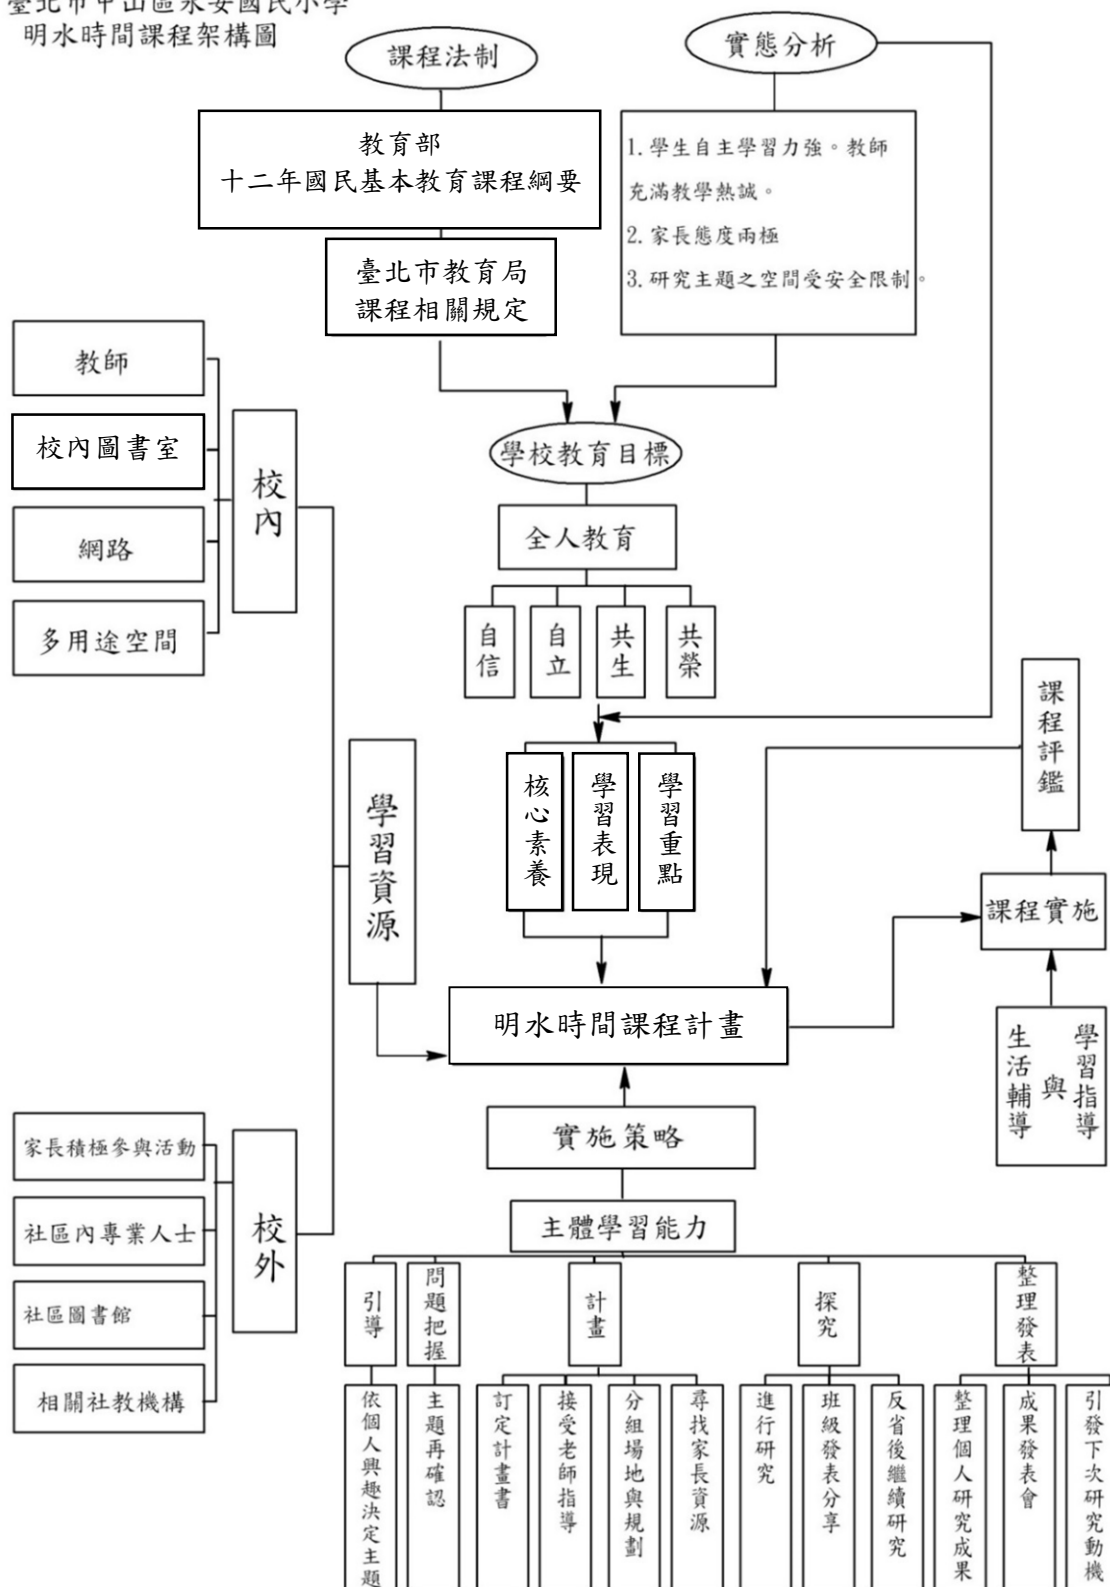 臺北市中山區永安國民小學
明水時間課程架構圖
課程法制
實態分析
教育部
十二年國民基本教育課程綱要
臺北市教育局
課程相關規定
1.學生自主學習力強。教師
充滿教學熱誠。
2.家長態度兩極
3.研究主題之空間受安全限制。
學校教育目標
全人教育
自信
自立
共生
共榮
教師
校內圖書室
網路
多用途空間
校內
學習資源
校外
家長積極參與活動
社區內專業人士
社區圖書館
相關社教機構
核心素養
學習表現
學習重點
明水時間課程計畫
課程評鑑
課程實施
學習指導
與
生活輔導
實施策略
主體學習能力
引導
問題把握
計畫
探究
整理發表
依個人興趣決定主題
主題再確認
訂定計畫書
接受老師指導
分組場地與規劃
尋找家長資源
進行研究
班級發表分享
反省後繼續研究
整理個人研究成果
成果發表會
引發下次研究動機